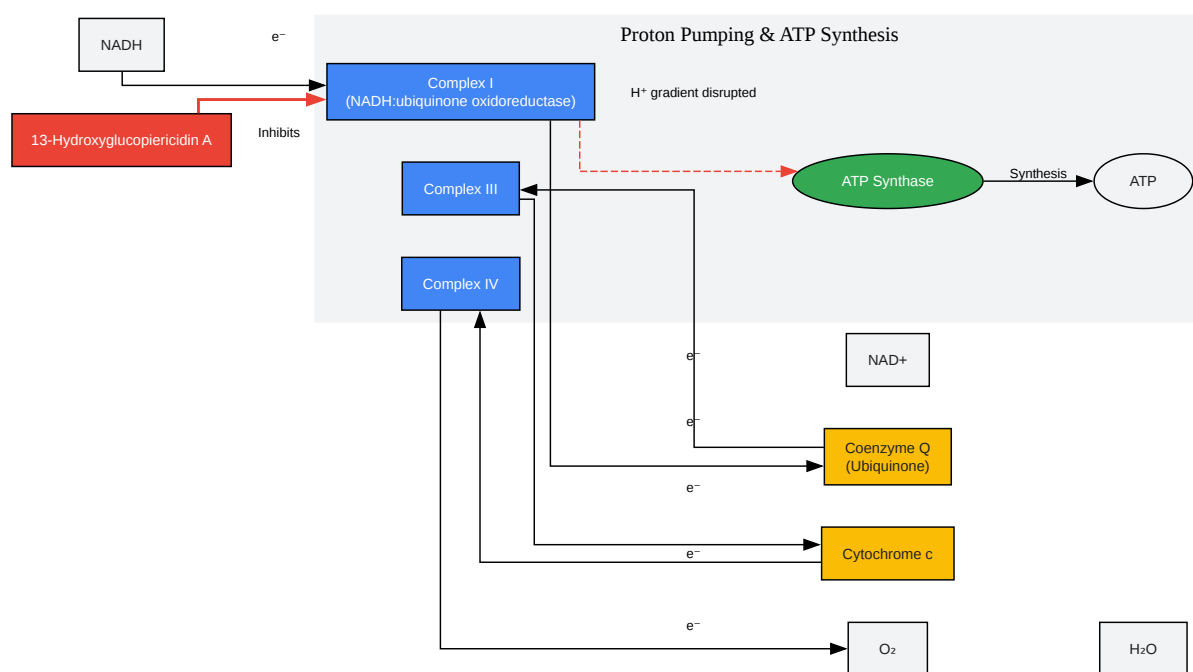 Proton Pumping & ATP Synthesis
NADH
e⁻
Complex I
(NADH:ubiquinone oxidoreductase)
H⁺ gradient disrupted
13-Hydroxyglucopiericidin A
Inhibits
Complex III
ATP Synthase
Synthesis
ATP
Complex IV
e⁻
NAD+
e⁻
Coenzyme Q
(Ubiquinone)
e⁻
Cytochrome c
e⁻
e⁻
O₂
H₂O